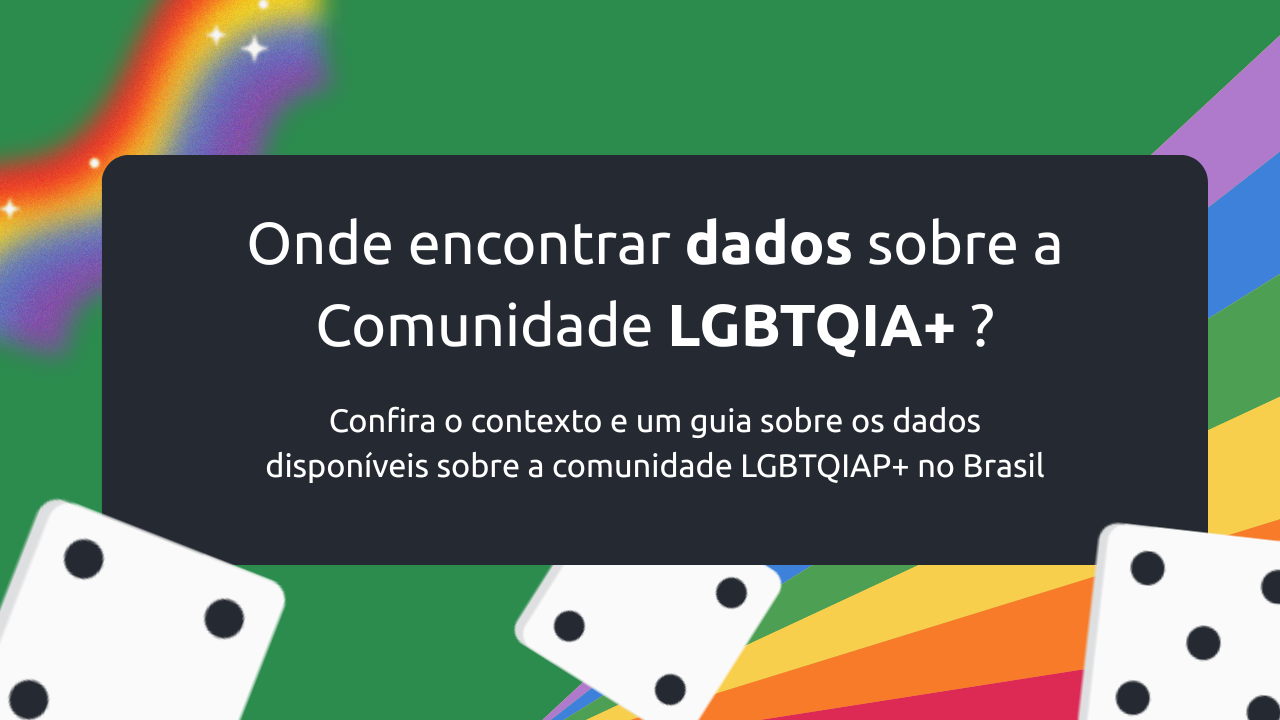 Onde encontrar dados sobre a
Comunidade LGBTQIA+ ?
Confira o contexto e um guia sobre os dados
disponíveis sobre a comunidade LGBTQIAP+ no Brasil